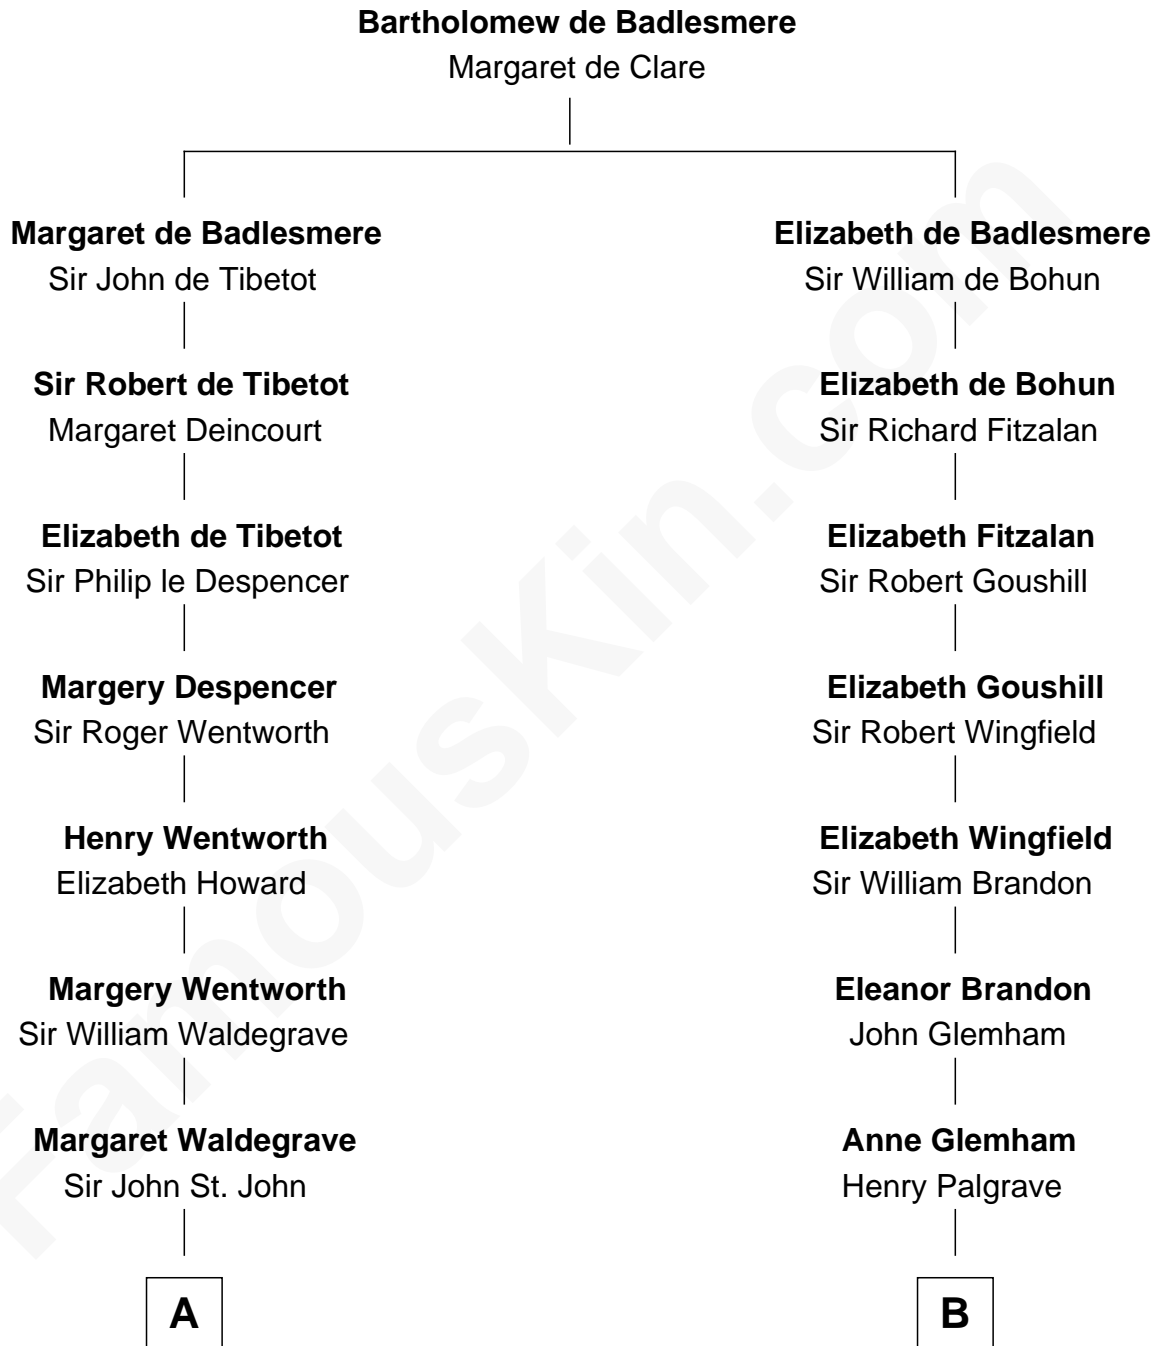 Bartholomew de Badlesmere
Margaret de Clare
Margaret de Badlesmere
Sir John de Tibetot
Elizabeth de Badlesmere
Sir William de Bohun
Sir Robert de Tibetot
Margaret Deincourt
Elizabeth de Bohun
Sir Richard Fitzalan
Elizabeth de Tibetot
Sir Philip le Despencer
Elizabeth Fitzalan
Sir Robert Goushill
Margery Despencer
Sir Roger Wentworth
Elizabeth Goushill
Sir Robert Wingfield
Henry Wentworth
Elizabeth Howard
Elizabeth Wingfield
Sir William Brandon
Margery Wentworth
Sir William Waldegrave
Eleanor Brandon
John Glemham
Margaret Waldegrave
Sir John St. John
Anne Glemham
Henry Palgrave
A
B
FamousKin.com